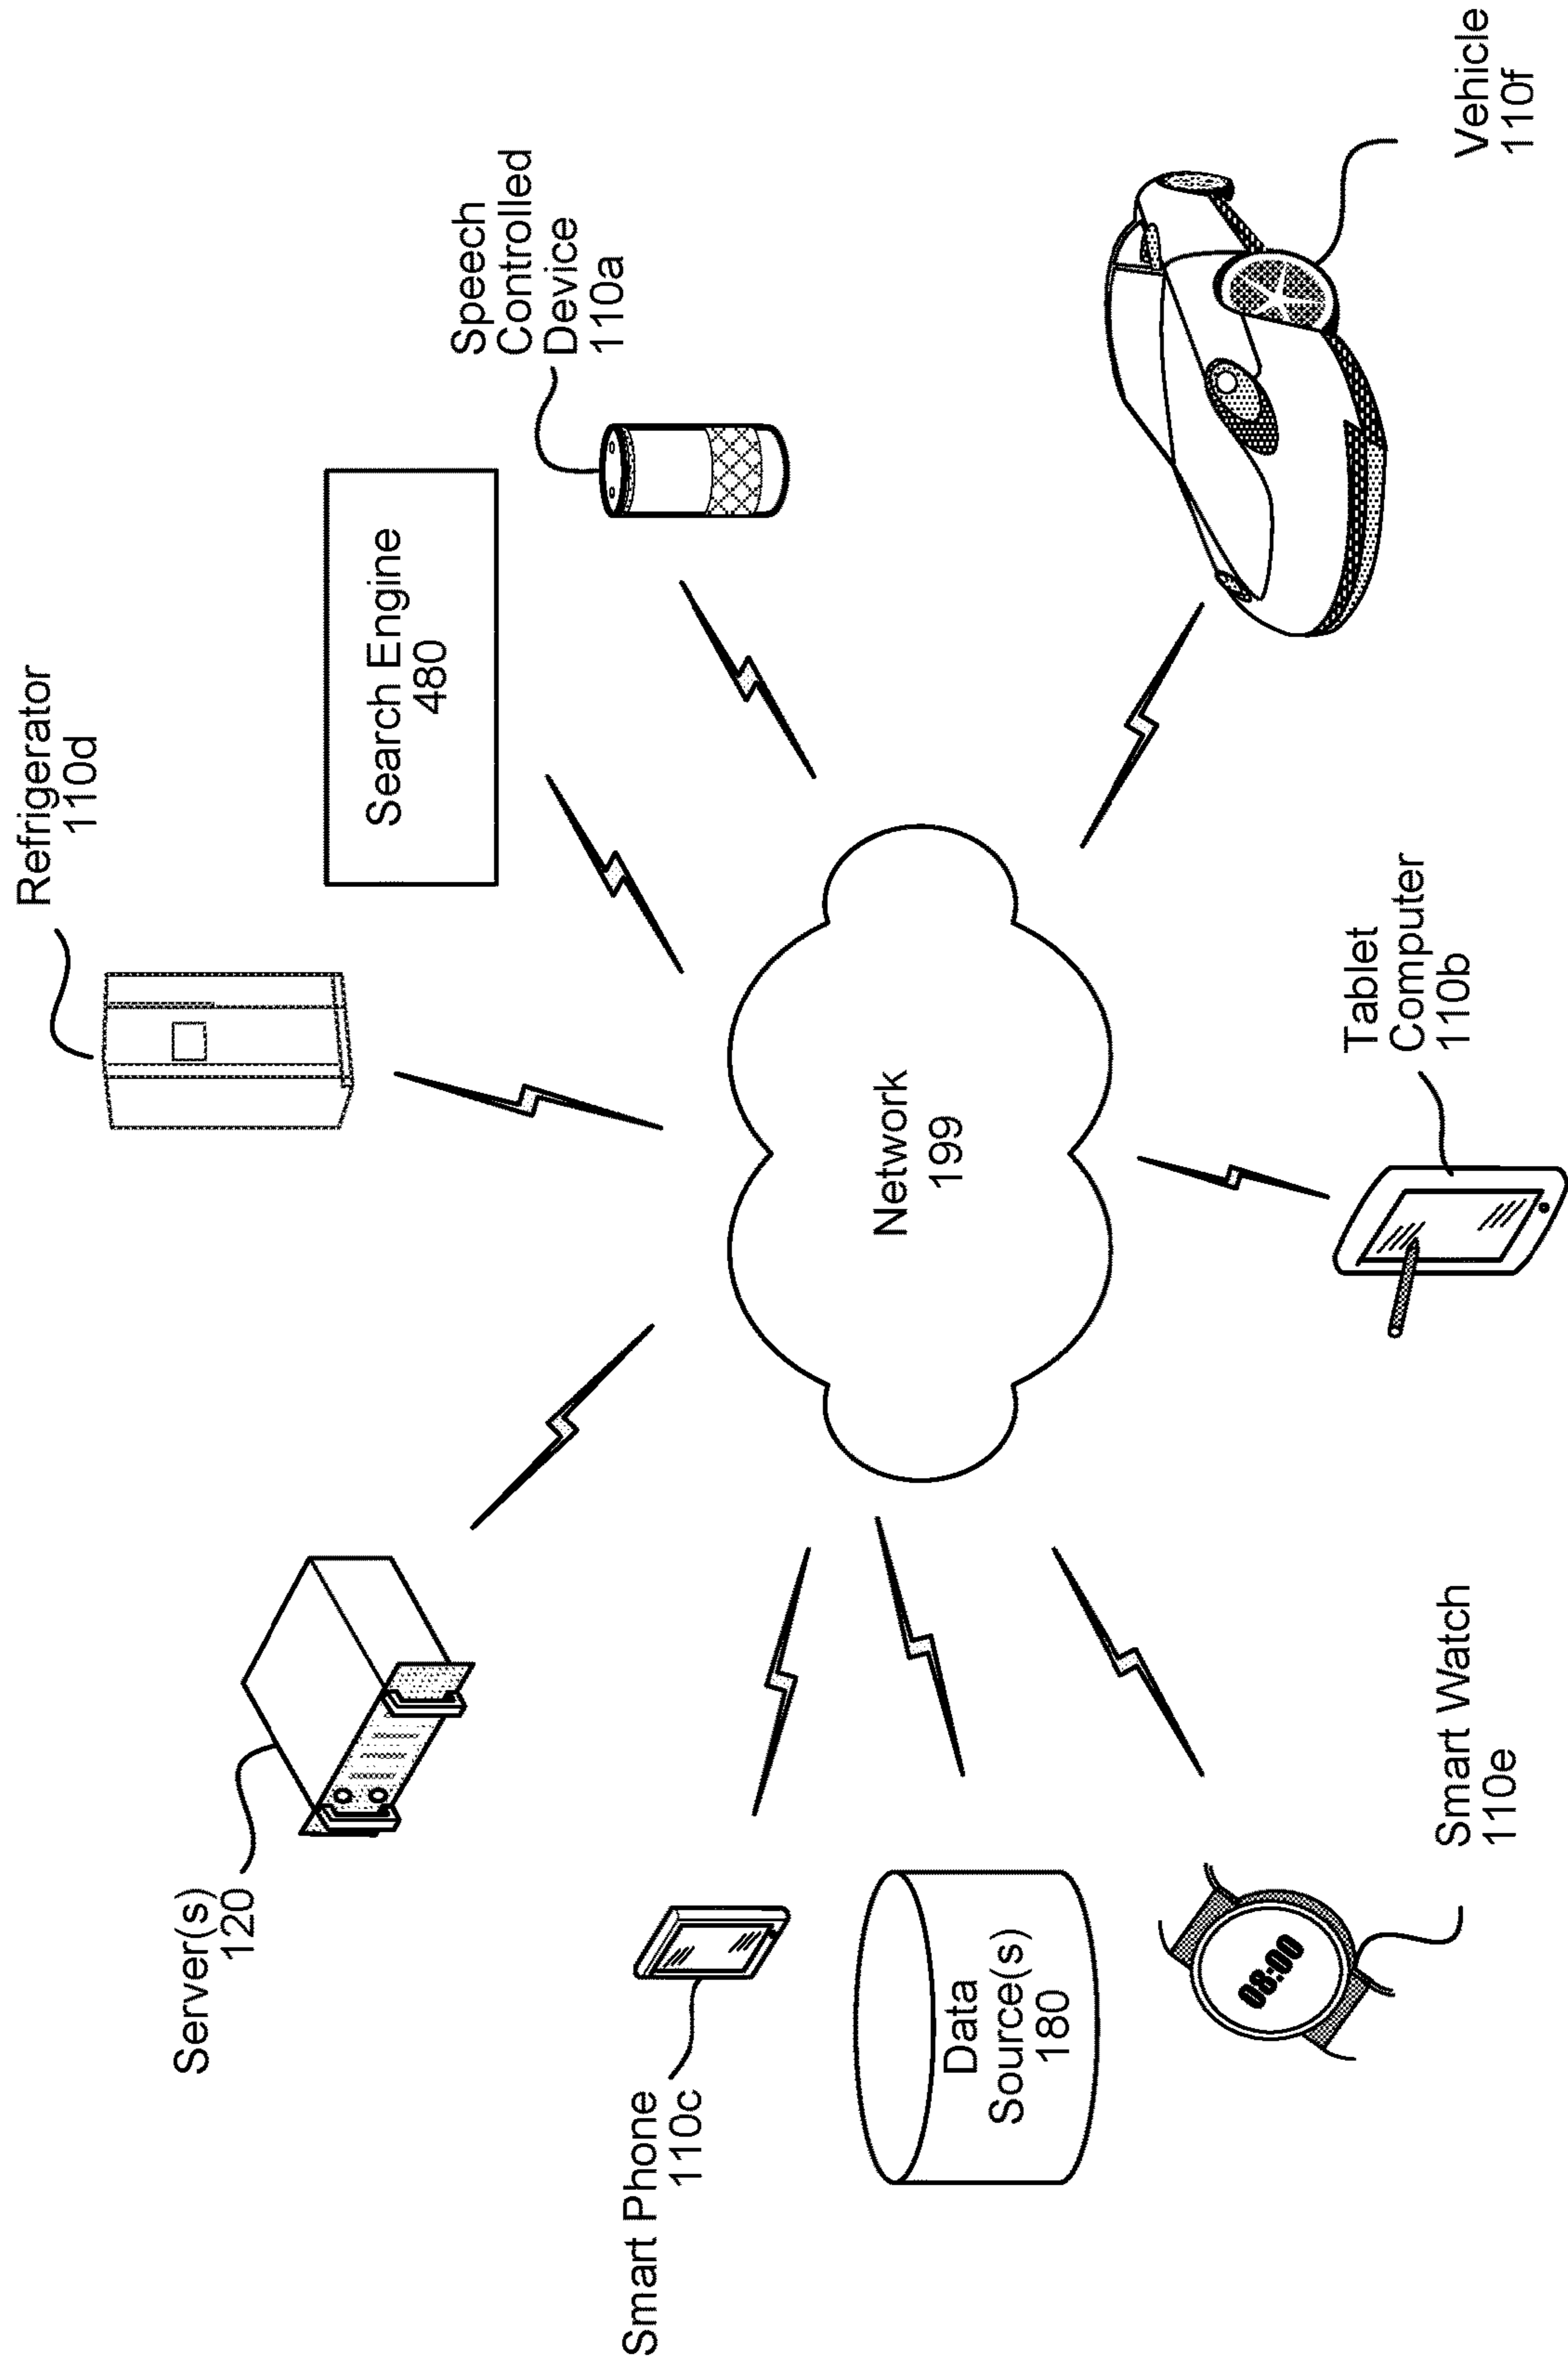 Server(s)
120
Refrigerator
110d
Search Engine
480
Speech
Controlled
Device
110a
Smart Phone
110c
Data
Source(s)
180
Network
199
Smart Watch
110e
08:00
Tablet
Computer
110b
Vehicle
110f